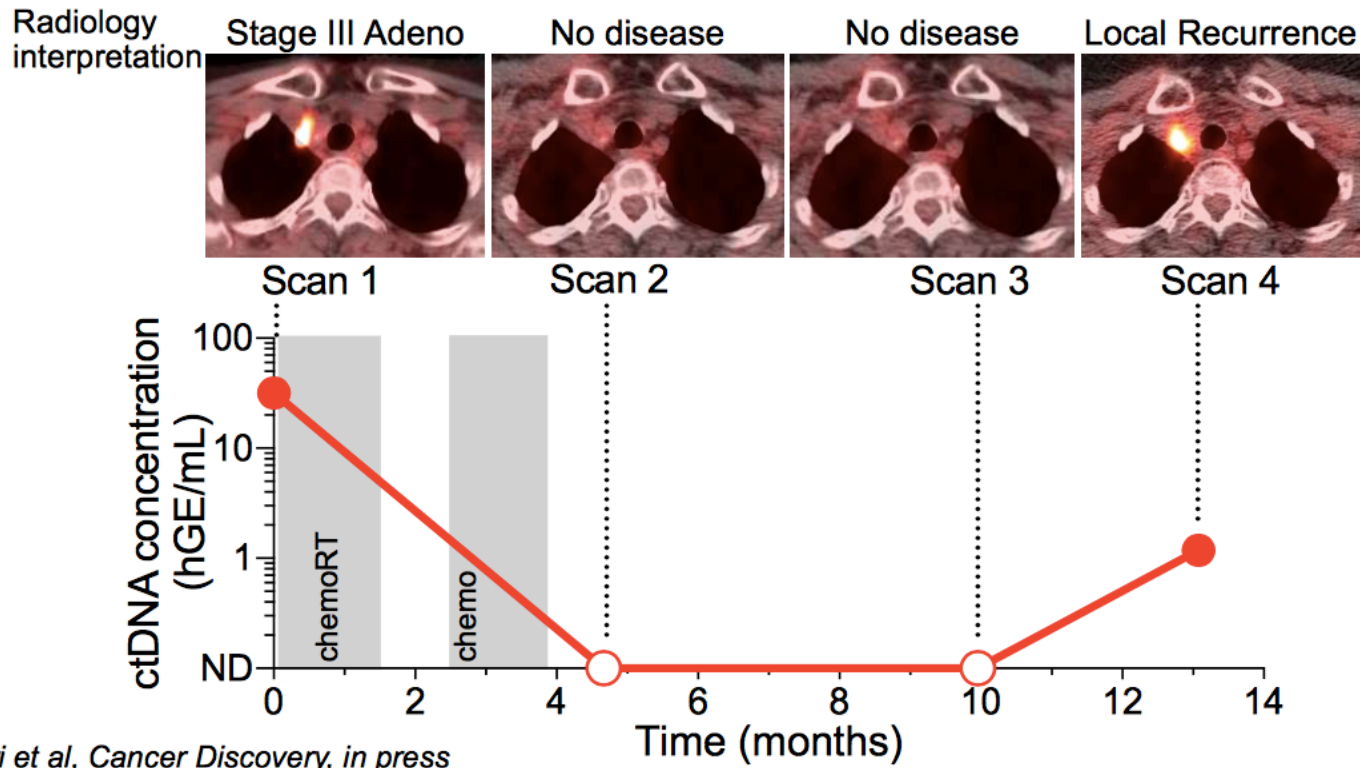 Radiology
interpretation
Stage III Adeno
No disease
No disease
Local Recurrence
Scan 1
Scan 2
Scan 3
Scan 4
ctDNA concentration
(hGE/mL)
100
10
1
ND
chemoRT
chemo
0
2
4
6
8
10
12
14
Time (months)
et al. Cancer Discovery, in press